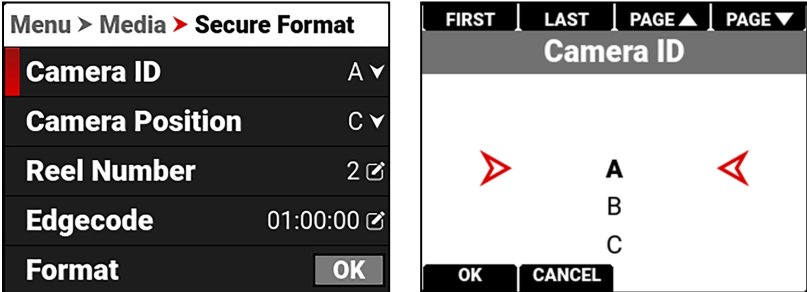 Menu > Media > Secure Format
Camera ID A
Camera Position C
Reel Number 2
Edgecode 01:00:00
Format OK
FIRST LAST PAGE▲ PAGE▼
Camera ID
A
B
C
OK CANCEL